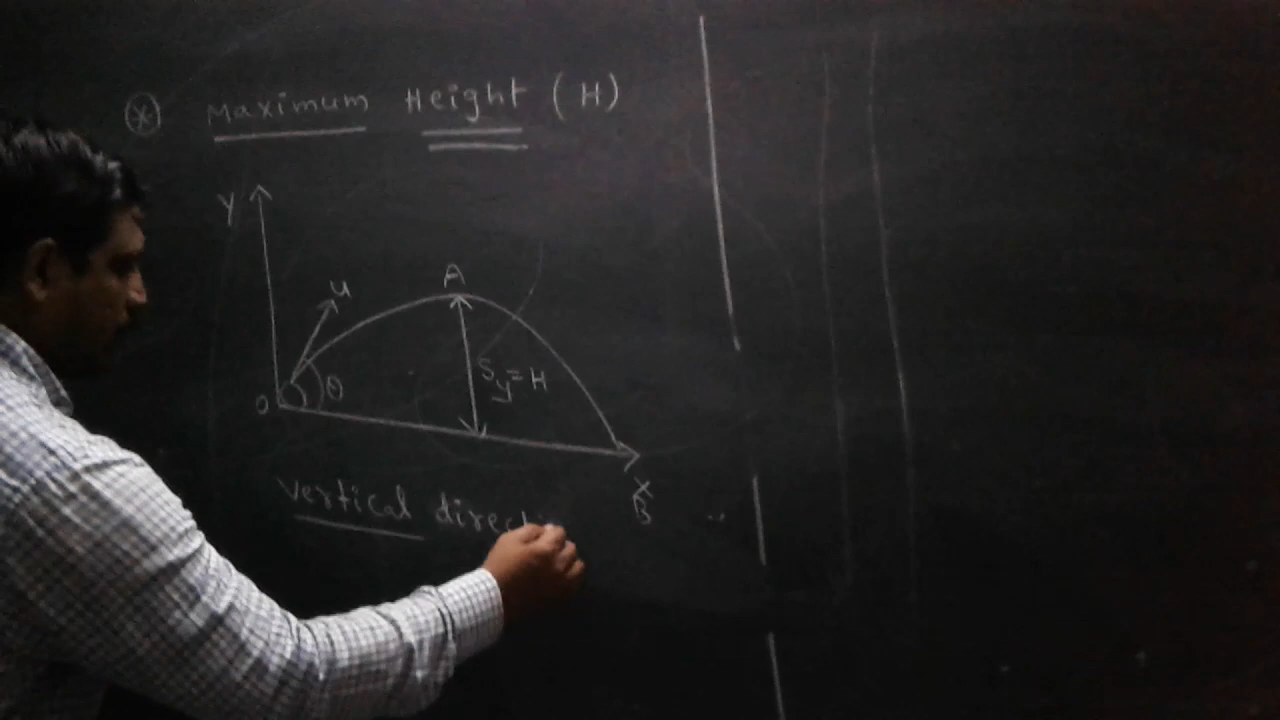 (x) Maximum Height (H)
Y
u
A
θ
Sy = H
O
X
B
Vertical